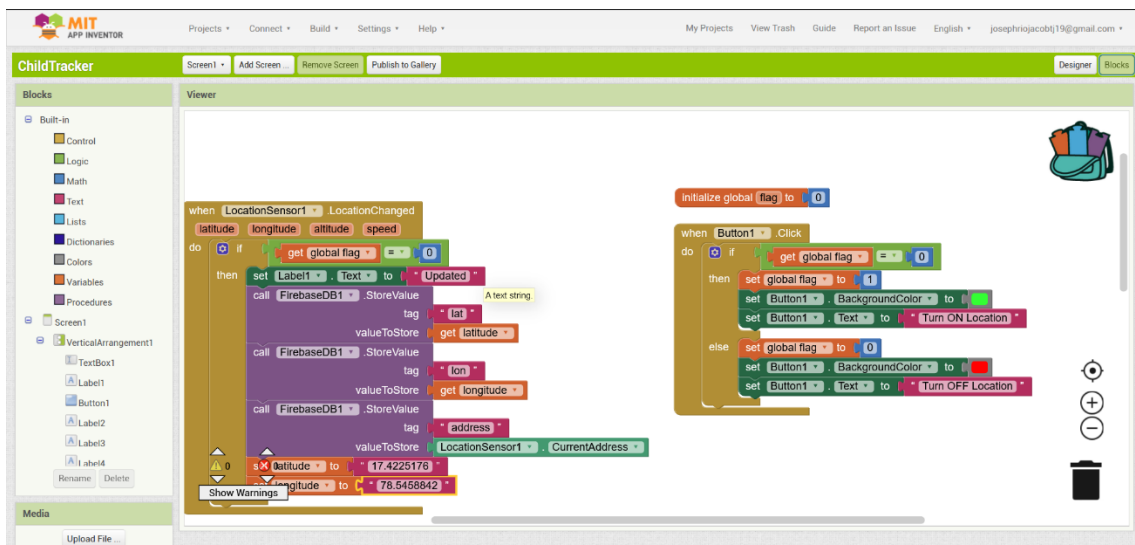 MIT
APP INVENTOR
Projects Connect Build Settings Help My Projects View Trash Guide Report an Issue English josephriojacobtj19@gmail.com
ChildTracker Screen1 Add Screen ... Remove Screen Publish to Gallery Designer Blocks
Blocks Viewer
Built-in
Control
Logic
Math
Text
Lists
Dictionaries
Colors
Variables
Procedures
Screen1
VerticalArrangement1
TextBox1
Label1
Button1
Label2
Label3
Label4
Rename Delete
Media
Upload File ...
when LocationSensor1 .LocationChanged
latitude longitude altitude speed
do if get global flag = 0
then set Label1 . Text to " Updated "
call FirebaseDB1 .StoreValue
A text string.
tag " lat "
valueToStore get latitude
call FirebaseDB1 .StoreValue
tag " lon "
valueToStore get longitude
call FirebaseDB1 .StoreValue
tag " address "
valueToStore LocationSensor1 . CurrentAddress
0 0 latitude to " 17.4225176 "
to " 78.5458842 "
Show Warnings
initialize global flag to 0
when Button1 .Click
do if get global flag = 0
then set global flag to 1
set Button1 . BackgroundColor to
set Button1 . Text to " Turn ON Location "
else set global flag to 0
set Button1 . BackgroundColor to
set Button1 . Text to " Turn OFF Location "